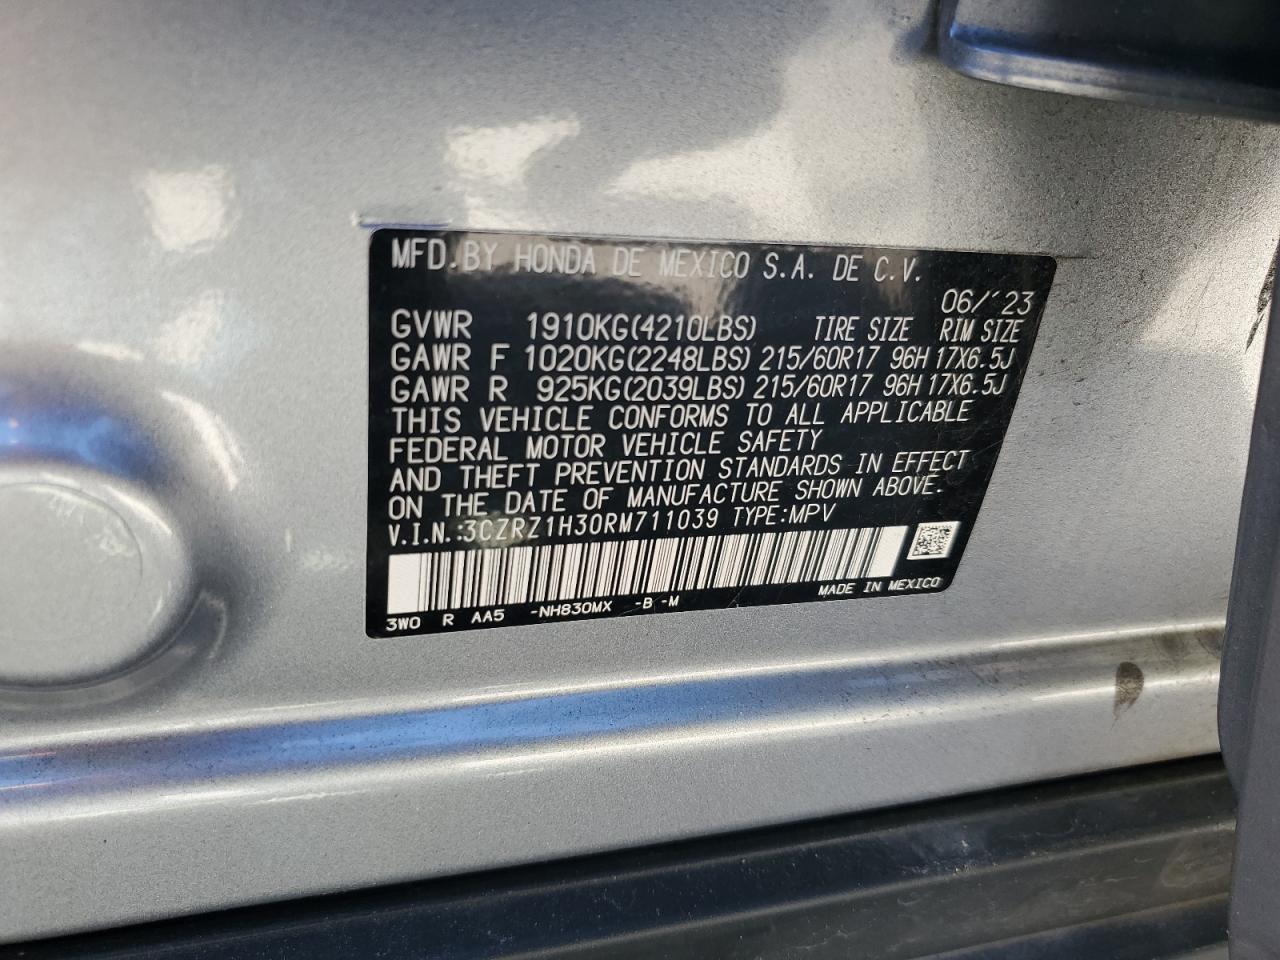 MFD.BY HONDA DE MEXICO S.A. DE C.V.
06/´23
GVWR 1910KG(4210LBS) TIRE SIZE RIM SIZE
GAWR F 1020KG(2248LBS) 215/60R17 96H 17X6.5J
GAWR R 925KG(2039LBS) 215/60R17 96H 17X6.5J
THIS VEHICLE CONFORMS TO ALL APPLICABLE
FEDERAL MOTOR VEHICLE SAFETY
AND THEFT PREVENTION STANDARDS IN EFFECT
ON THE DATE OF MANUFACTURE SHOWN ABOVE.
V.I.N.:3CZRZ1H30RM711039 TYPE:MPV
MADE IN MEXICO
3W0 R AA5 -NH830MX -B -M